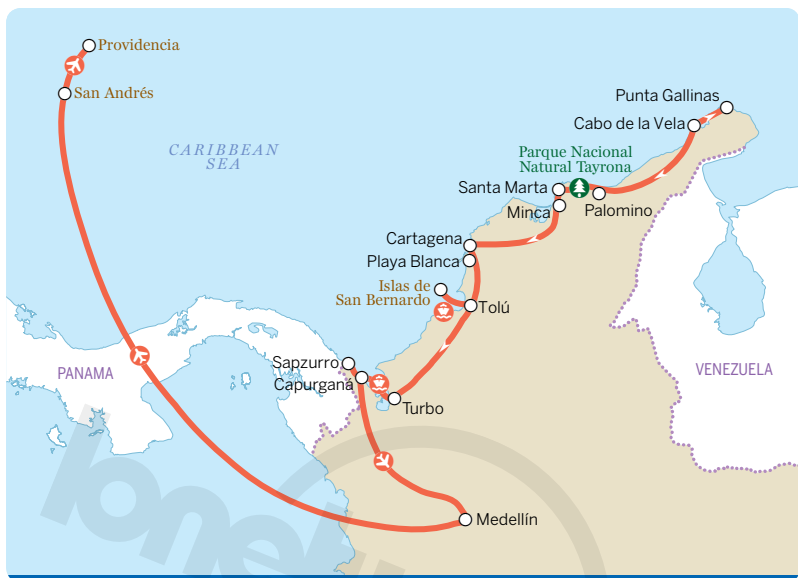 Providencia
San Andrés
CARIBBEAN
SEA
Punta Gallinas
Cabo de la Vela
Parque Nacional
Natural Tayrona
Santa Marta
Minca
Palomino
Cartagena
Playa Blanca
Islas de
San Bernardo
Tolú
Sapzurro
Capurganá
PANAMA
VENEZUELA
Turbo
Medellín
lonely